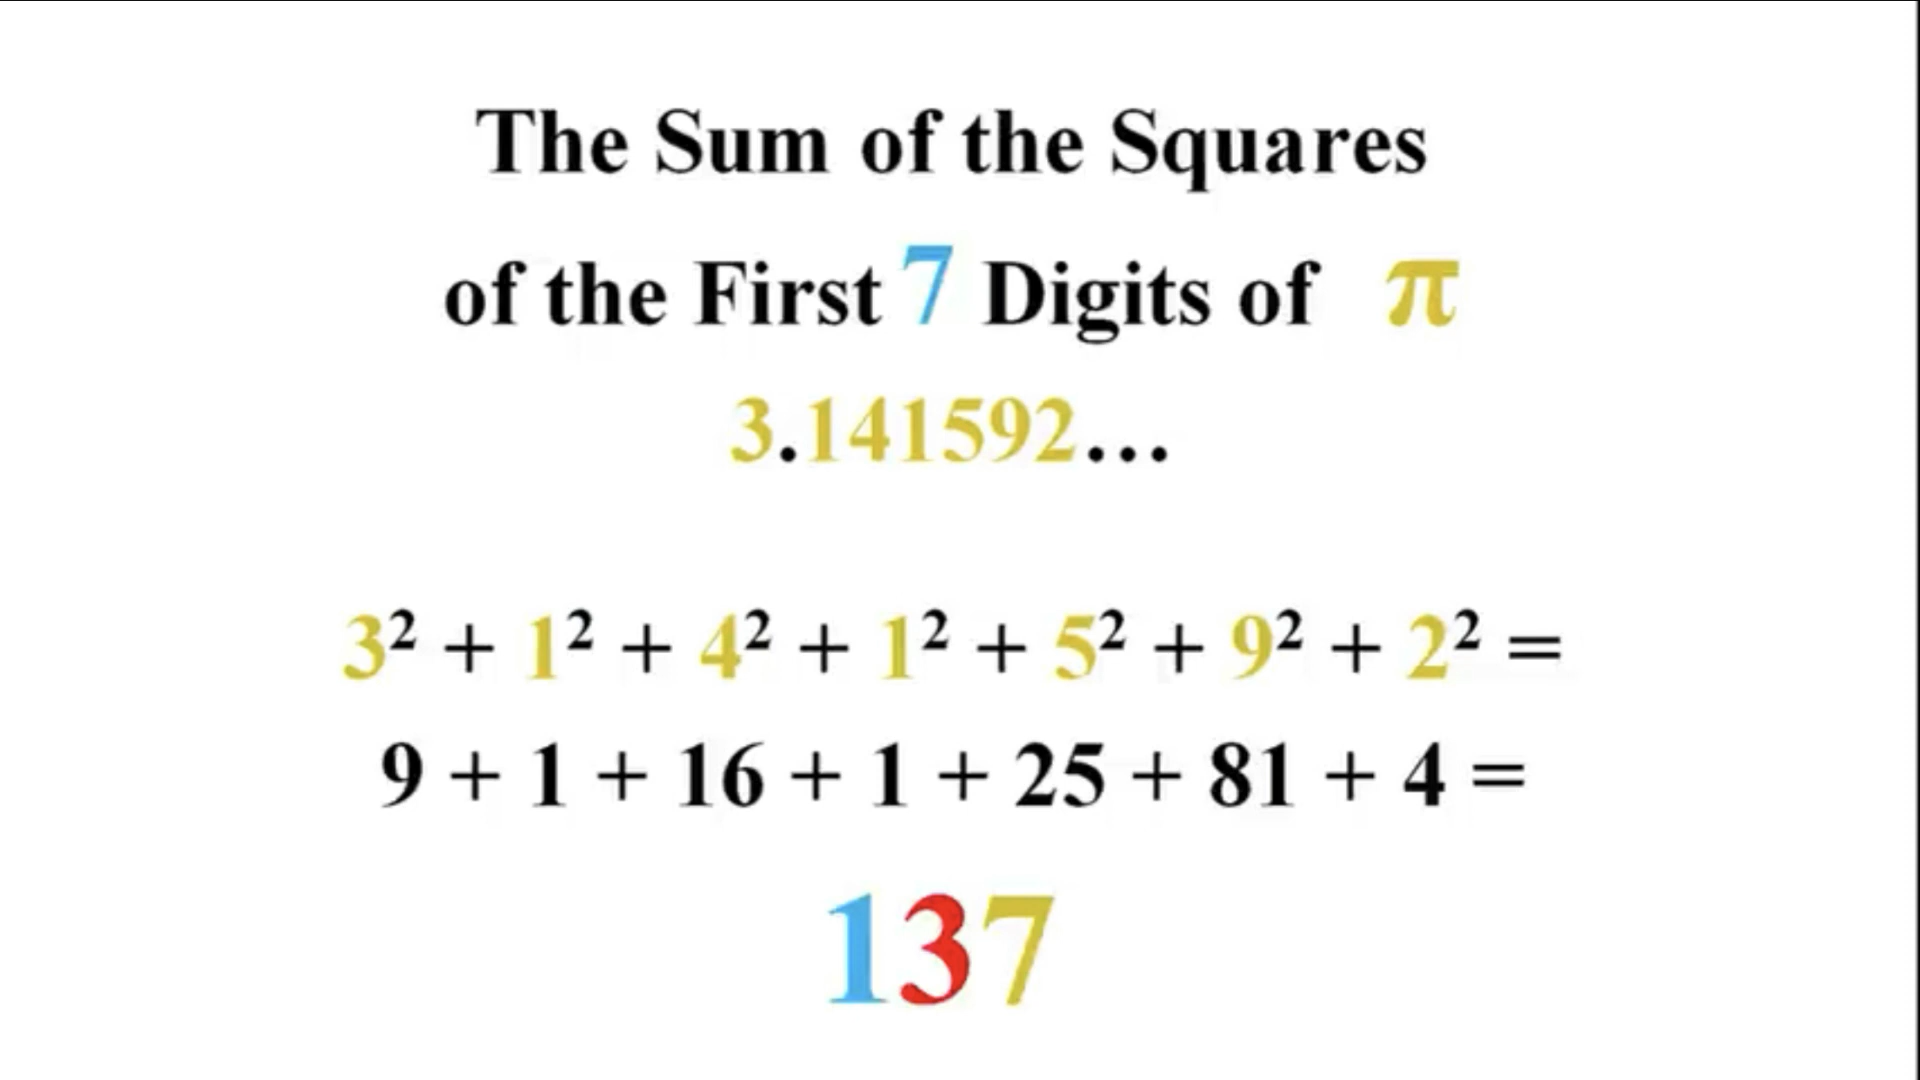 The Sum of the Squares
of the First 7 Digits of π
3.141592...
3² + 1² + 4² + 1² + 5² + 9² + 2² =
9 + 1 + 16 + 1 + 25 + 81 + 4 =
137